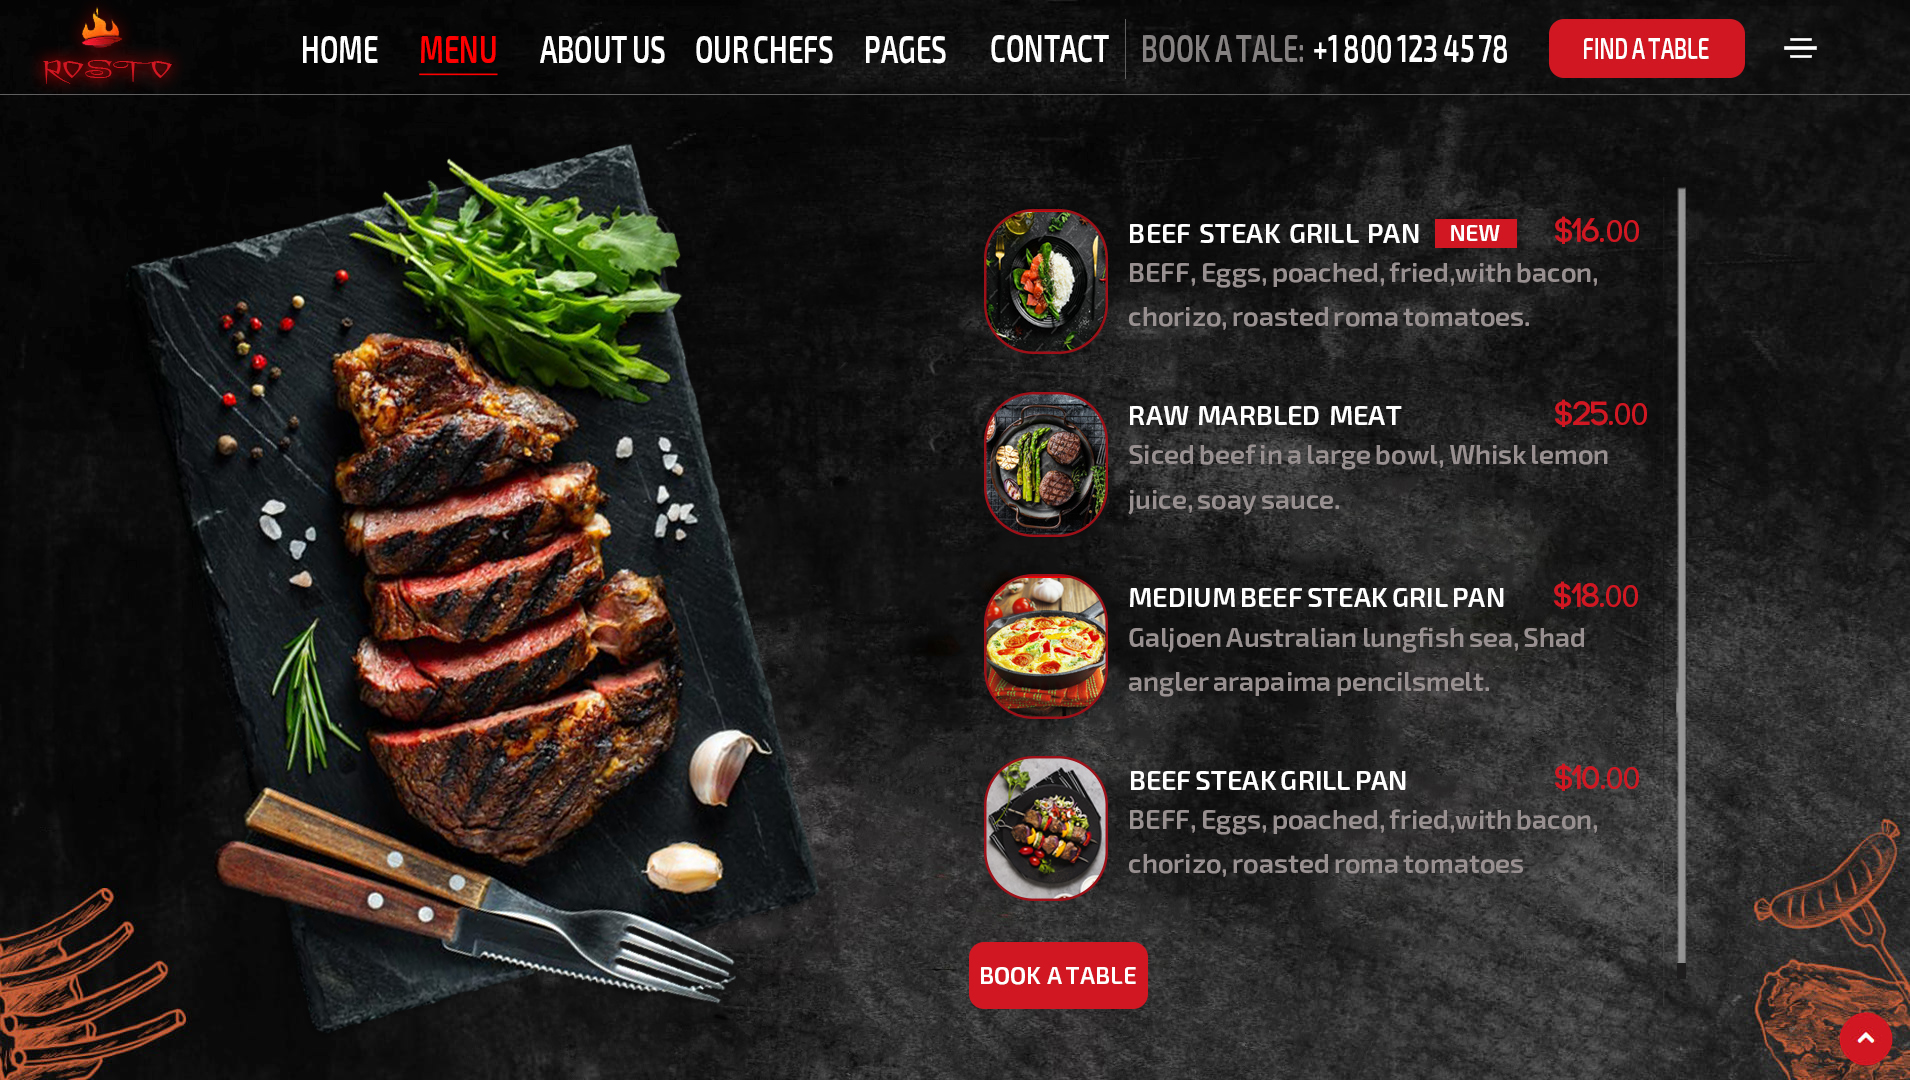 ROSTO
HOME MENU ABOUT US OUR CHEFS PAGES CONTACT BOOK A TALE: +1 800 123 45 78 FIND A TABLE
BEEF STEAK GRILL PAN NEW $16.00
BEFF, Eggs, poached, fried,with bacon,
chorizo, roasted roma tomatoes.
RAW MARBLED MEAT $25.00
Siced beef in a large bowl, Whisk lemon
juice, soay sauce.
MEDIUM BEEF STEAK GRIL PAN $18.00
Galjoen Australian lungfish sea, Shad
angler arapaima pencilsmelt.
BEEF STEAK GRILL PAN $10.00
BEFF, Eggs, poached, fried,with bacon,
chorizo, roasted roma tomatoes
BOOK A TABLE